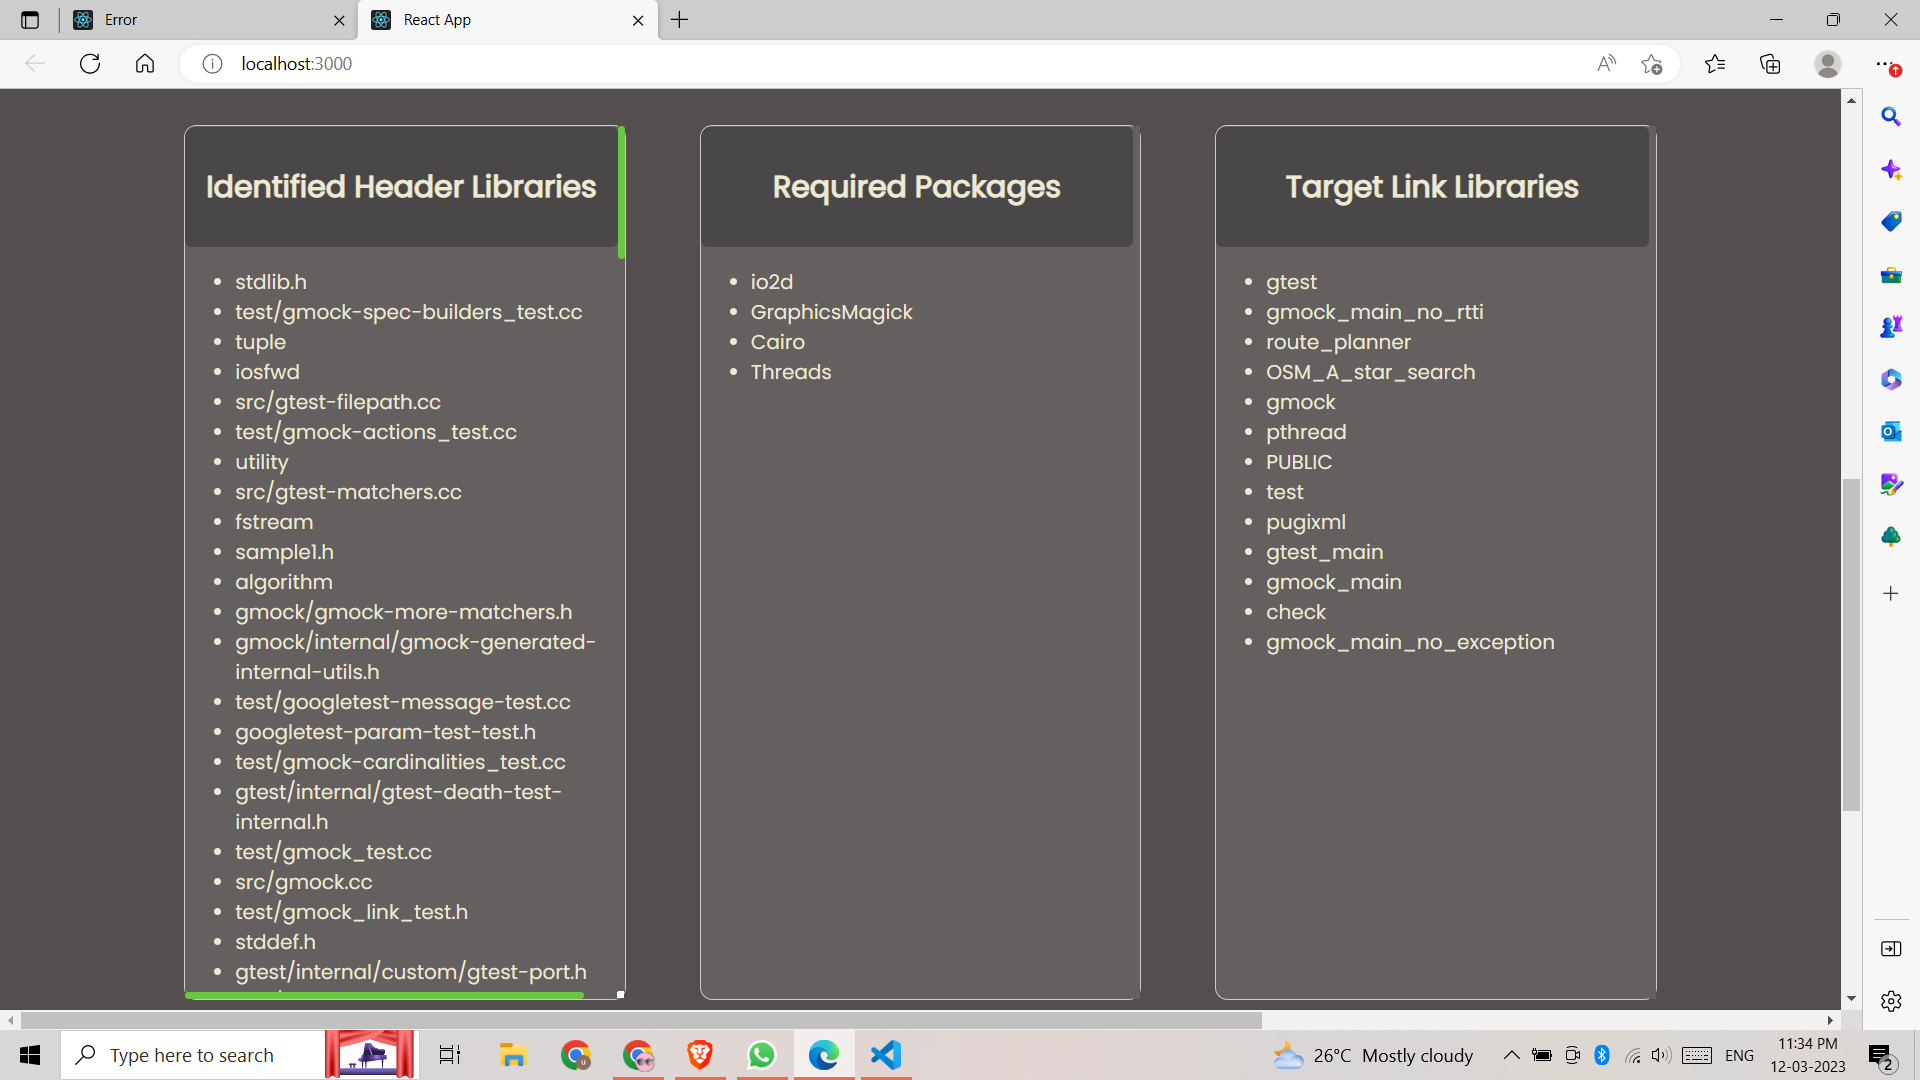 Error
React App
localhost:3000
Identified Header Libraries
stdlib.h
test/gmock-spec-builders_test.cc
tuple
iosfwd
src/gtest-filepath.cc
test/gmock-actions_test.cc
utility
src/gtest-matchers.cc
fstream
sample1.h
algorithm
gmock/gmock-more-matchers.h
gmock/internal/gmock-generated-
internal-utils.h
test/googletest-message-test.cc
googletest-param-test-test.h
test/gmock-cardinalities_test.cc
gtest/internal/gtest-death-test-
internal.h
test/gmock_test.cc
src/gmock.cc
test/gmock_link_test.h
stddef.h
gtest/internal/custom/gtest-port.h
Required Packages
io2d
GraphicsMagick
Cairo
Threads
Target Link Libraries
gtest
gmock_main_no_rtti
route_planner
OSM_A_star_search
gmock
pthread
PUBLIC
test
pugixml
gtest_main
gmock_main
check
gmock_main_no_exception
Type here to search
26°C Mostly cloudy
ENG
11:34 PM
12-03-2023
2